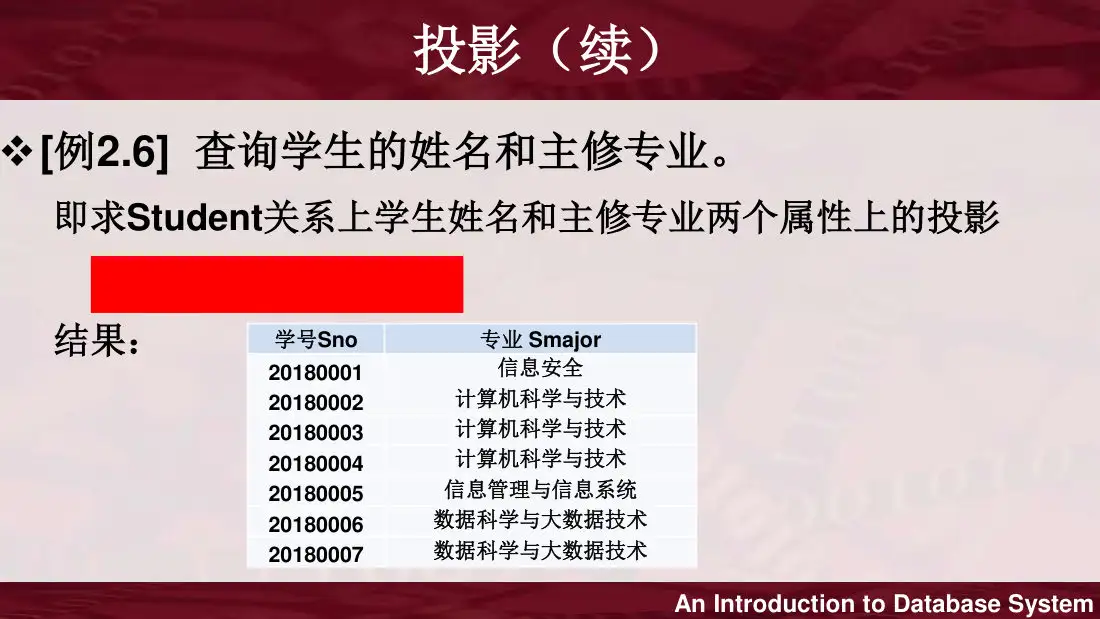 投影（续）
❖[例2.6] 查询学生的姓名和主修专业。
即求Student关系上学生姓名和主修专业两个属性上的投影
结果：
学号Sno 专业 Smajor
20180001 信息安全
20180002 计算机科学与技术
20180003 计算机科学与技术
20180004 计算机科学与技术
20180005 信息管理与信息系统
20180006 数据科学与大数据技术
20180007 数据科学与大数据技术
An Introduction to Database System